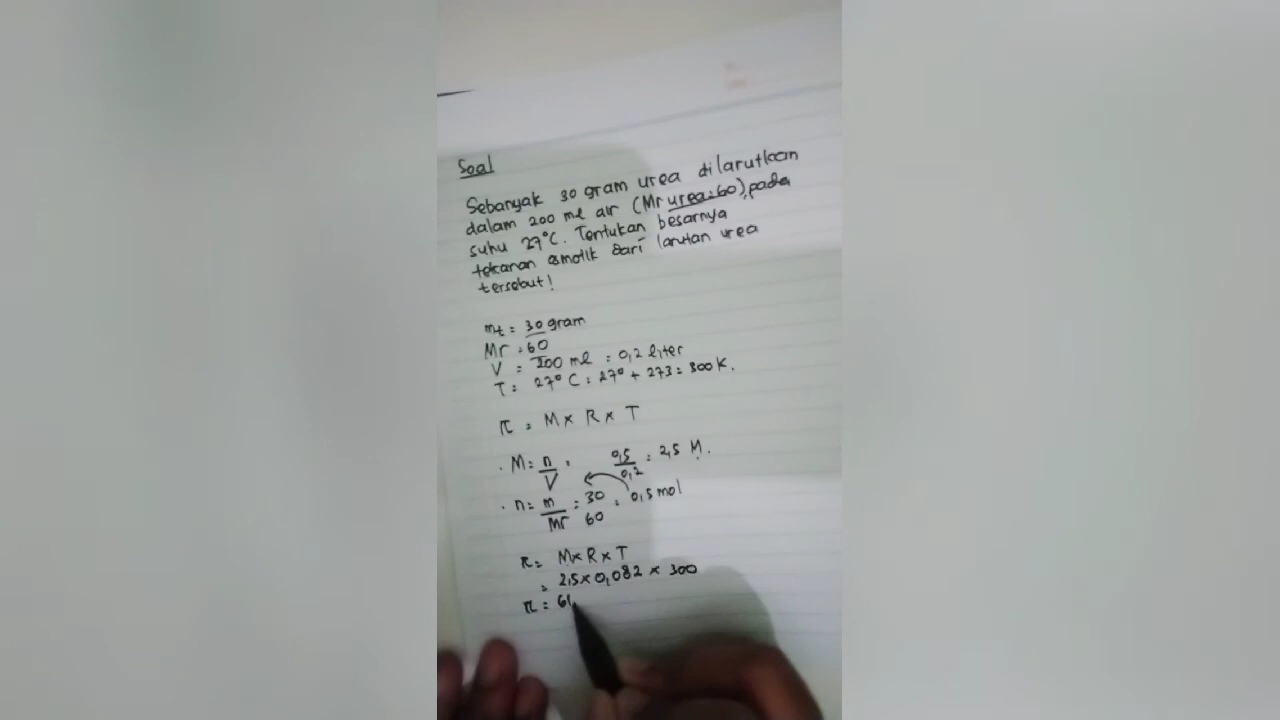 Soal
Sebanyak 30 gram urea dilarutkan
dalam 200 ml air (Mr urea=60), pada
suhu 27°C. Tentukan besarnya
tekanan osmotik dari larutan urea
tersebut!
mt = 30 gram
Mr = 60
V = 200 ml = 0,2 liter
T = 27° C = 27° + 273 = 300 K.
π = M × R × T
. M = n/V = 0,5/0,2 = 2,5 M.
. n = m/Mr = 30/60 = 0,5 mol
π = M × R × T
= 2,5 × 0,082 × 300
π = 61